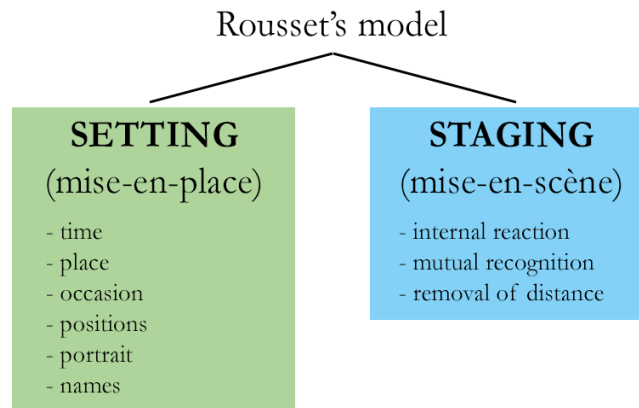 Rousset's model
SETTING
(mise-en-place)
- time
- place
- occasion
- positions
- portrait
- names
STAGING
(mise-en-scène)
- internal reaction
- mutual recognition
- removal of distance